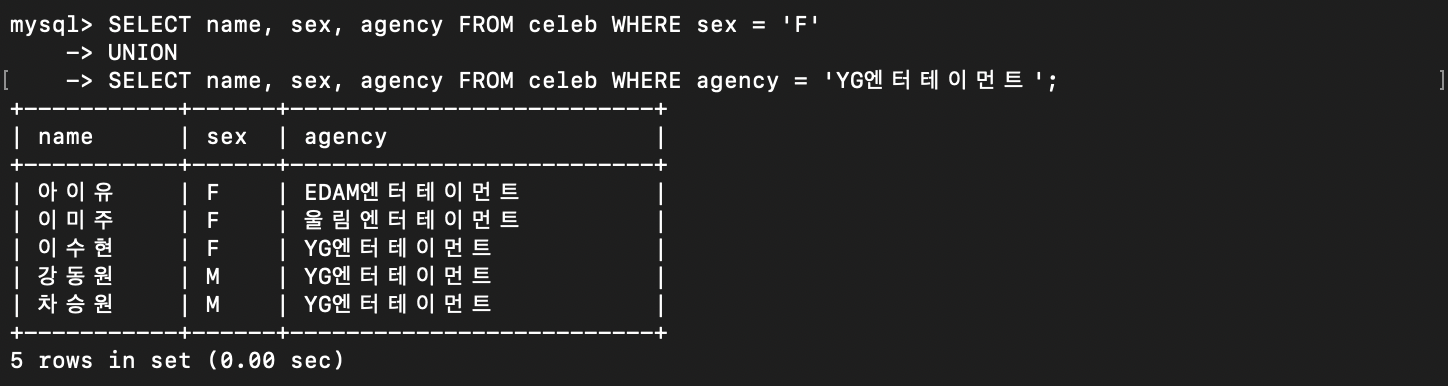 mysql> SELECT name, sex, agency FROM celeb WHERE sex = 'F'
    -> UNION
[    -> SELECT name, sex, agency FROM celeb WHERE agency = 'YG엔터테이먼트'; ]
+-----------+------+--------------------------+
| name      | sex  | agency                   |
+-----------+------+--------------------------+
| 아이유 | F | EDAM엔터테이먼트 |
| 이미주 | F | 울림엔터테이먼트 |
| 이수현 | F | YG엔터테이먼트 |
| 강동원 | M | YG엔터테이먼트 |
| 차승원 | M | YG엔터테이먼트 |
+-----------+------+--------------------------+
5 rows in set (0.00 sec)